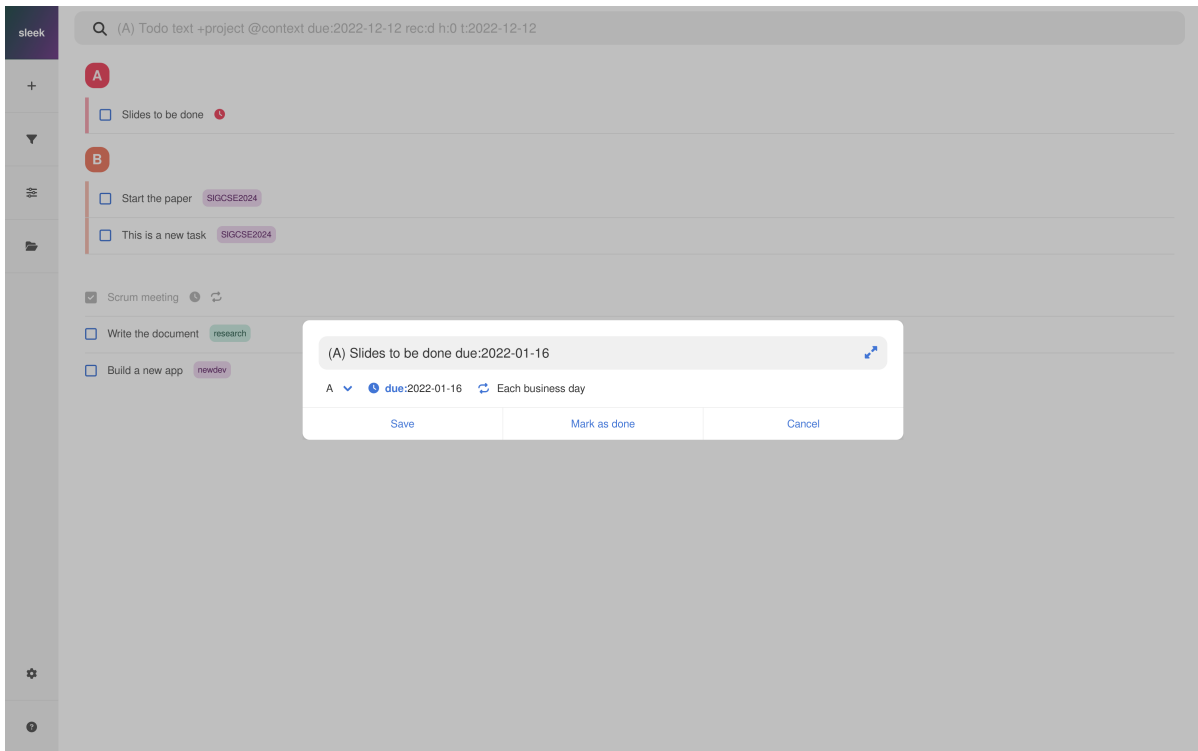 sleek
(A) Todo text +project @context due:2022-12-12 rec:d h:0 t:2022-12-12
A
Slides to be done
B
Start the paper SIGCSE2024
This is a new task SIGCSE2024
Scrum meeting
Write the document research
Build a new app newdev
(A) Slides to be done due:2022-01-16
A due:2022-01-16 Each business day
Save Mark as done Cancel